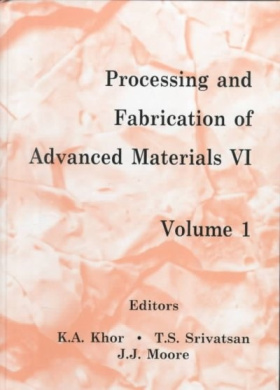 Processing and
Fabrication of
Advanced Materials VI
Volume 1
Editors
K.A. Khor • T.S. Srivatsan
J.J. Moore